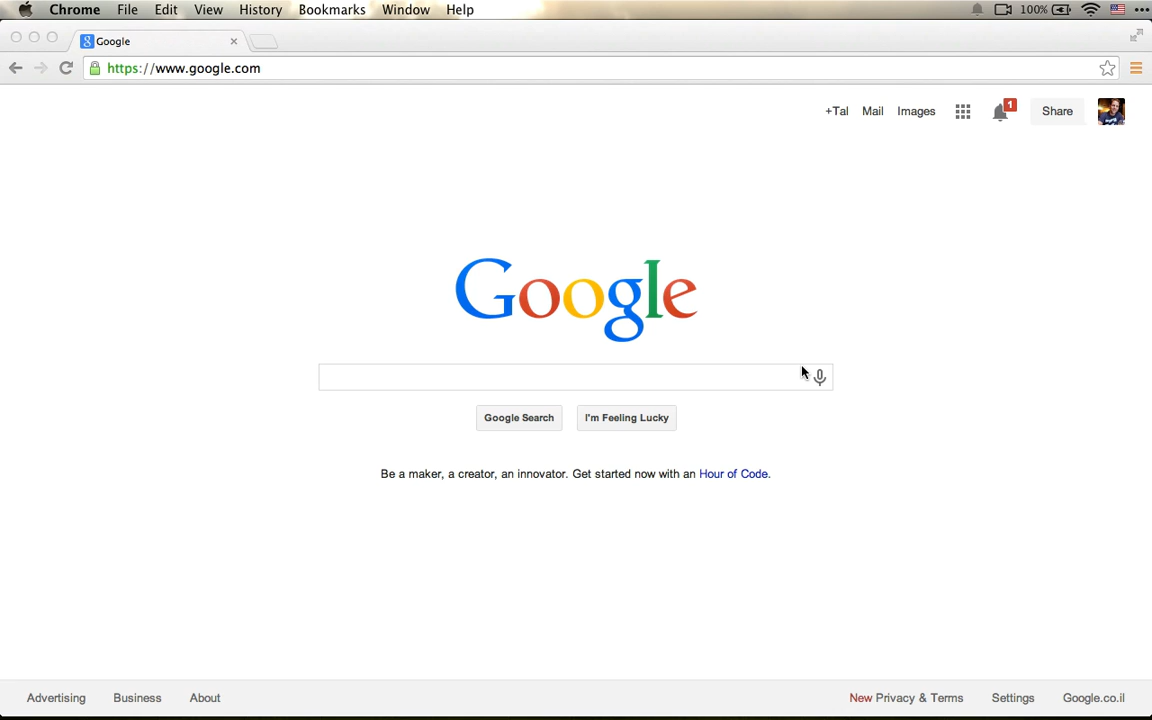 Chrome File Edit View History Bookmarks Window Help 100%
Google
https://www.google.com
+Tal Mail Images 1 Share
Google
Google Search I'm Feeling Lucky
Be a maker, a creator, an innovator. Get started now with an Hour of Code.
Advertising Business About New Privacy & Terms Settings Google.co.il